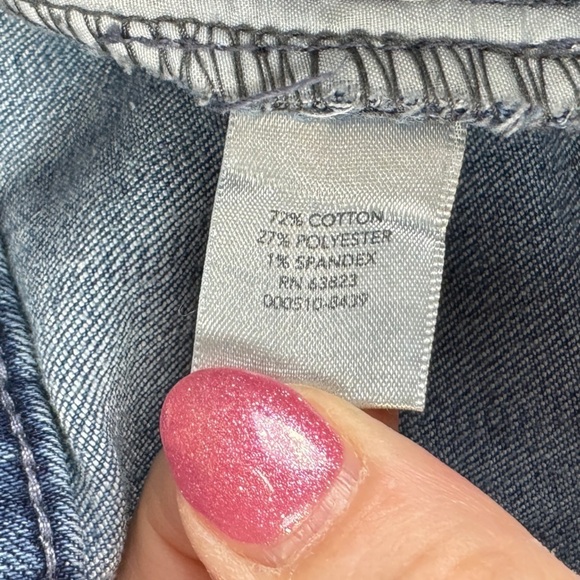 72% COTTON
27% POLYESTER
1% SPANDEX
RN 63823
000510-8439